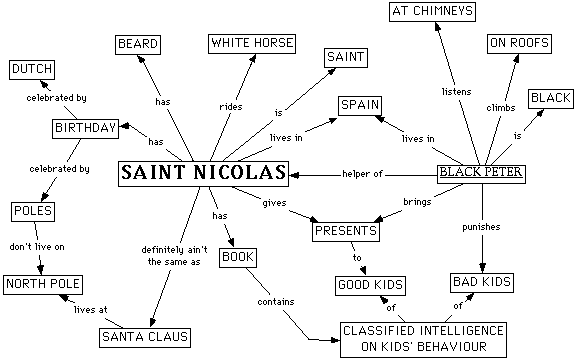 AT CHIMNEYS
BEARD
WHITE HORSE
ON ROOFS
SAINT
DUTCH
listens
BLACK
celebrated by
has
rides
SPAIN
climbs
is
BIRTHDAY
has
lives in
lives in
is
celebrated by
SAINT NICOLAS
helper of
BLACK PETER
POLES
has
gives
brings
don't live on
definitely ain't
the same as
BOOK
PRESENTS
punishes
to
NORTH POLE
GOOD KIDS
BAD KIDS
lives at
contains
of
of
SANTA CLAUS
CLASSIFIED INTELLIGENCE
ON KIDS' BEHAVIOUR